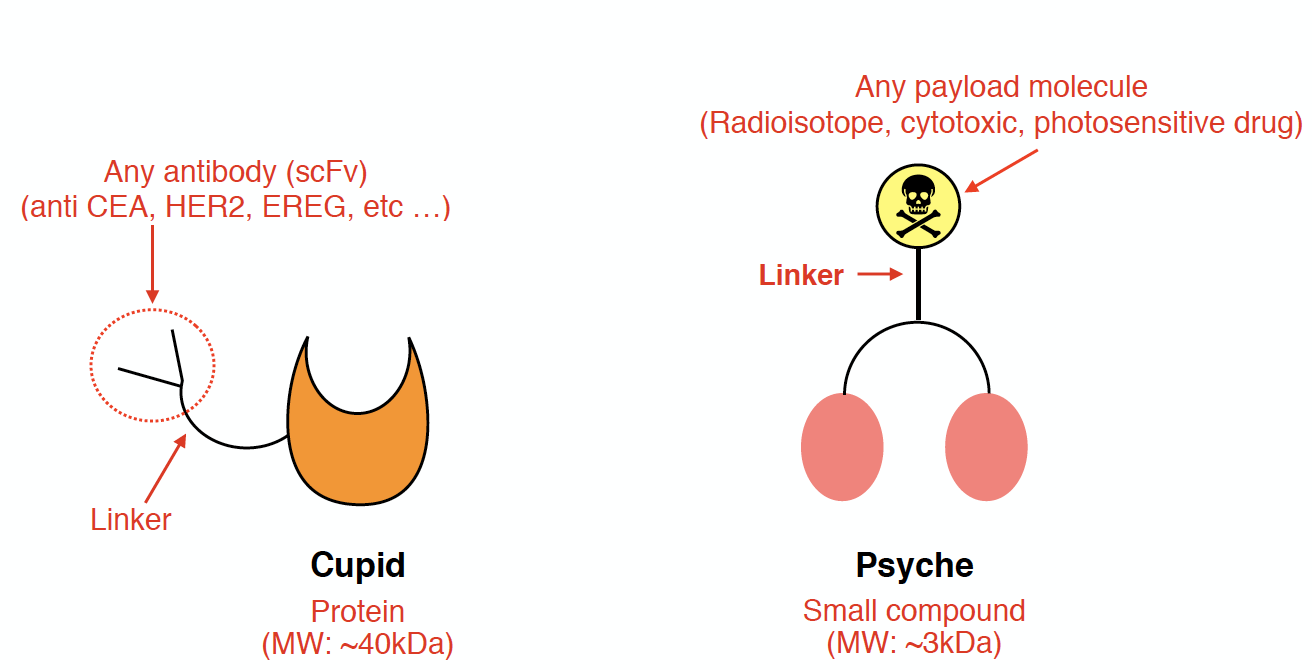 Any payload molecule
(Radioisotope, cytotoxic, photosensitive drug)
Any antibody (scFv)
(anti CEA, HER2, EREG, etc ...)
Linker
Linker
Cupid
Protein
(MW: ~40kDa)
Psyche
Small compound
(MW: ~3kDa)